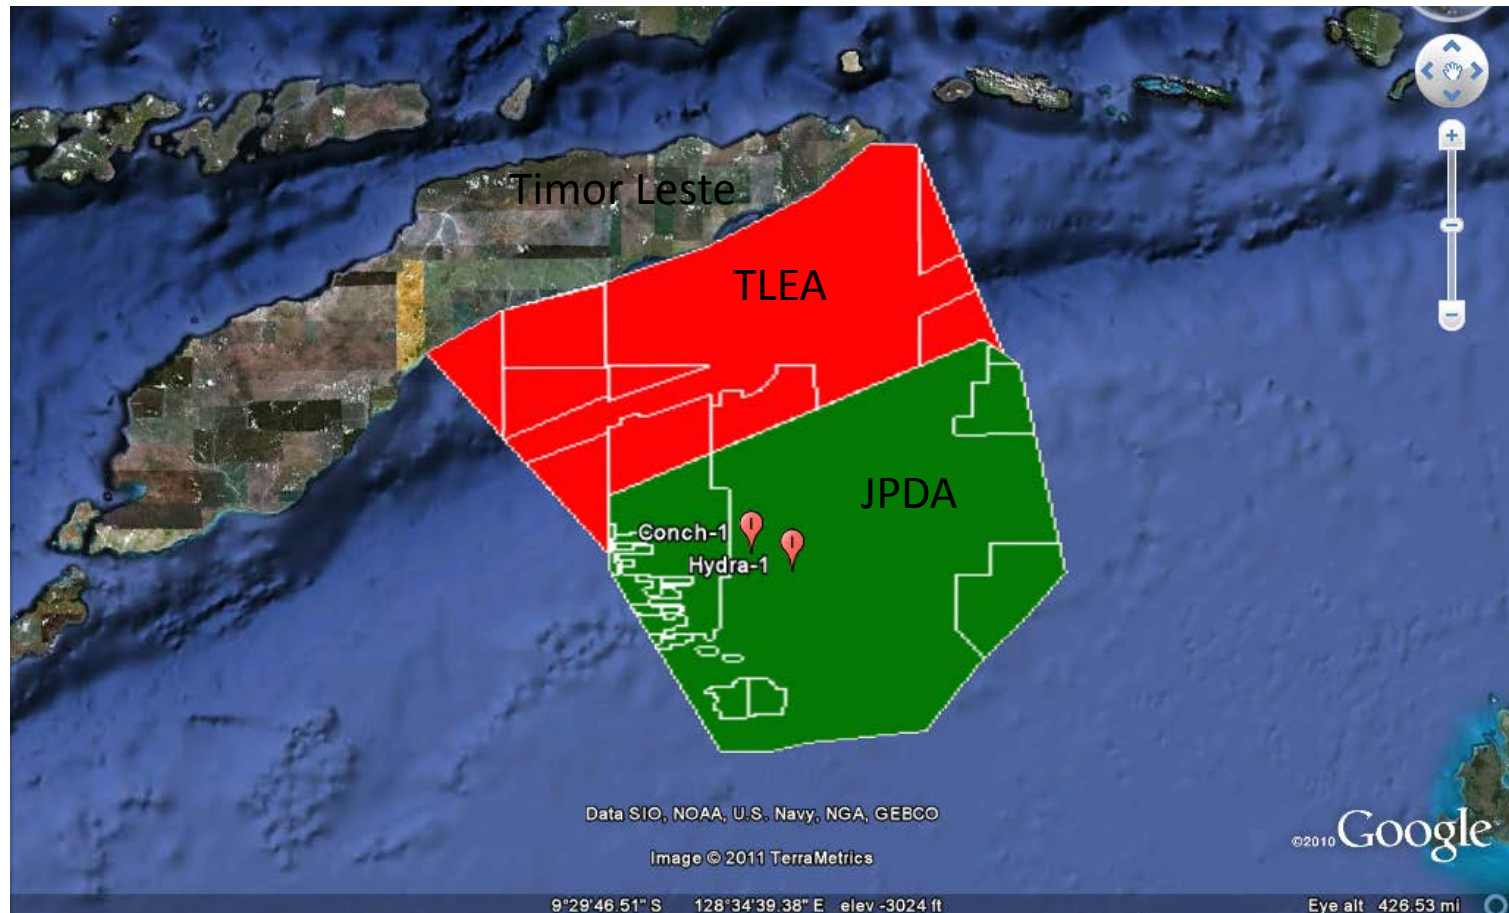 Timor Leste
TLEA
JPDA
Conch-1
Hydra-1
Data SIO, NOAA, U.S. Navy, NGA, GEBCO
©2010 Google
Image © 2011 TerraMetrics
9°29'46.51" S 128°34'39.38" E elev -3024 ft Eye alt 426.53 mi